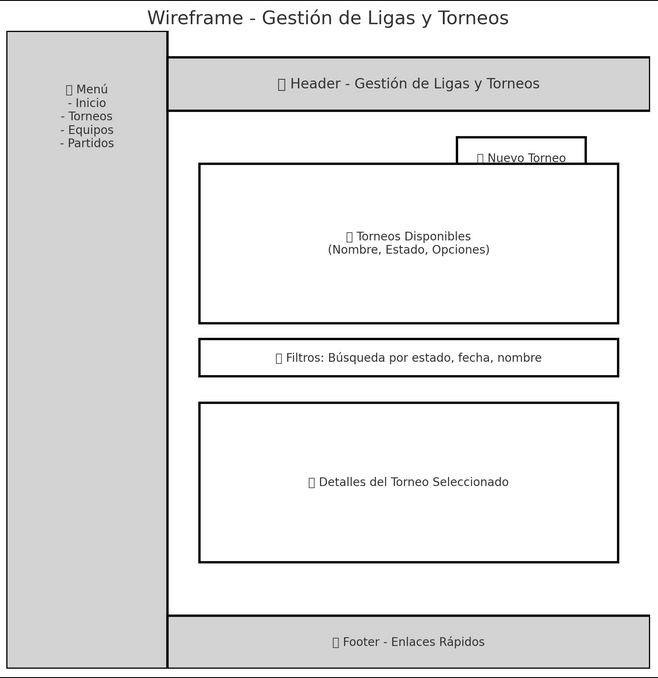 Wireframe - Gestión de Ligas y Torneos
Menú
- Inicio
- Torneos
- Equipos
- Partidos
Header - Gestión de Ligas y Torneos
Nuevo Torneo
Torneos Disponibles
(Nombre, Estado, Opciones)
Filtros: Búsqueda por estado, fecha, nombre
Detalles del Torneo Seleccionado
Footer - Enlaces Rápidos